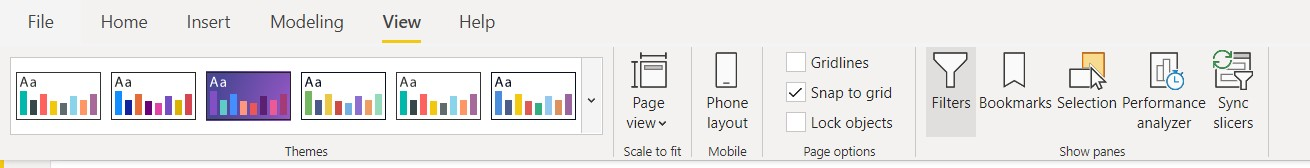 File Home Insert Modeling View Help
Aa Aa Aa Aa Aa Aa
Gridlines
Snap to grid
Lock objects
Page view
Phone layout
Filters Bookmarks Selection Performance analyzer Sync slicers
Themes Scale to fit Mobile Page options Show panes